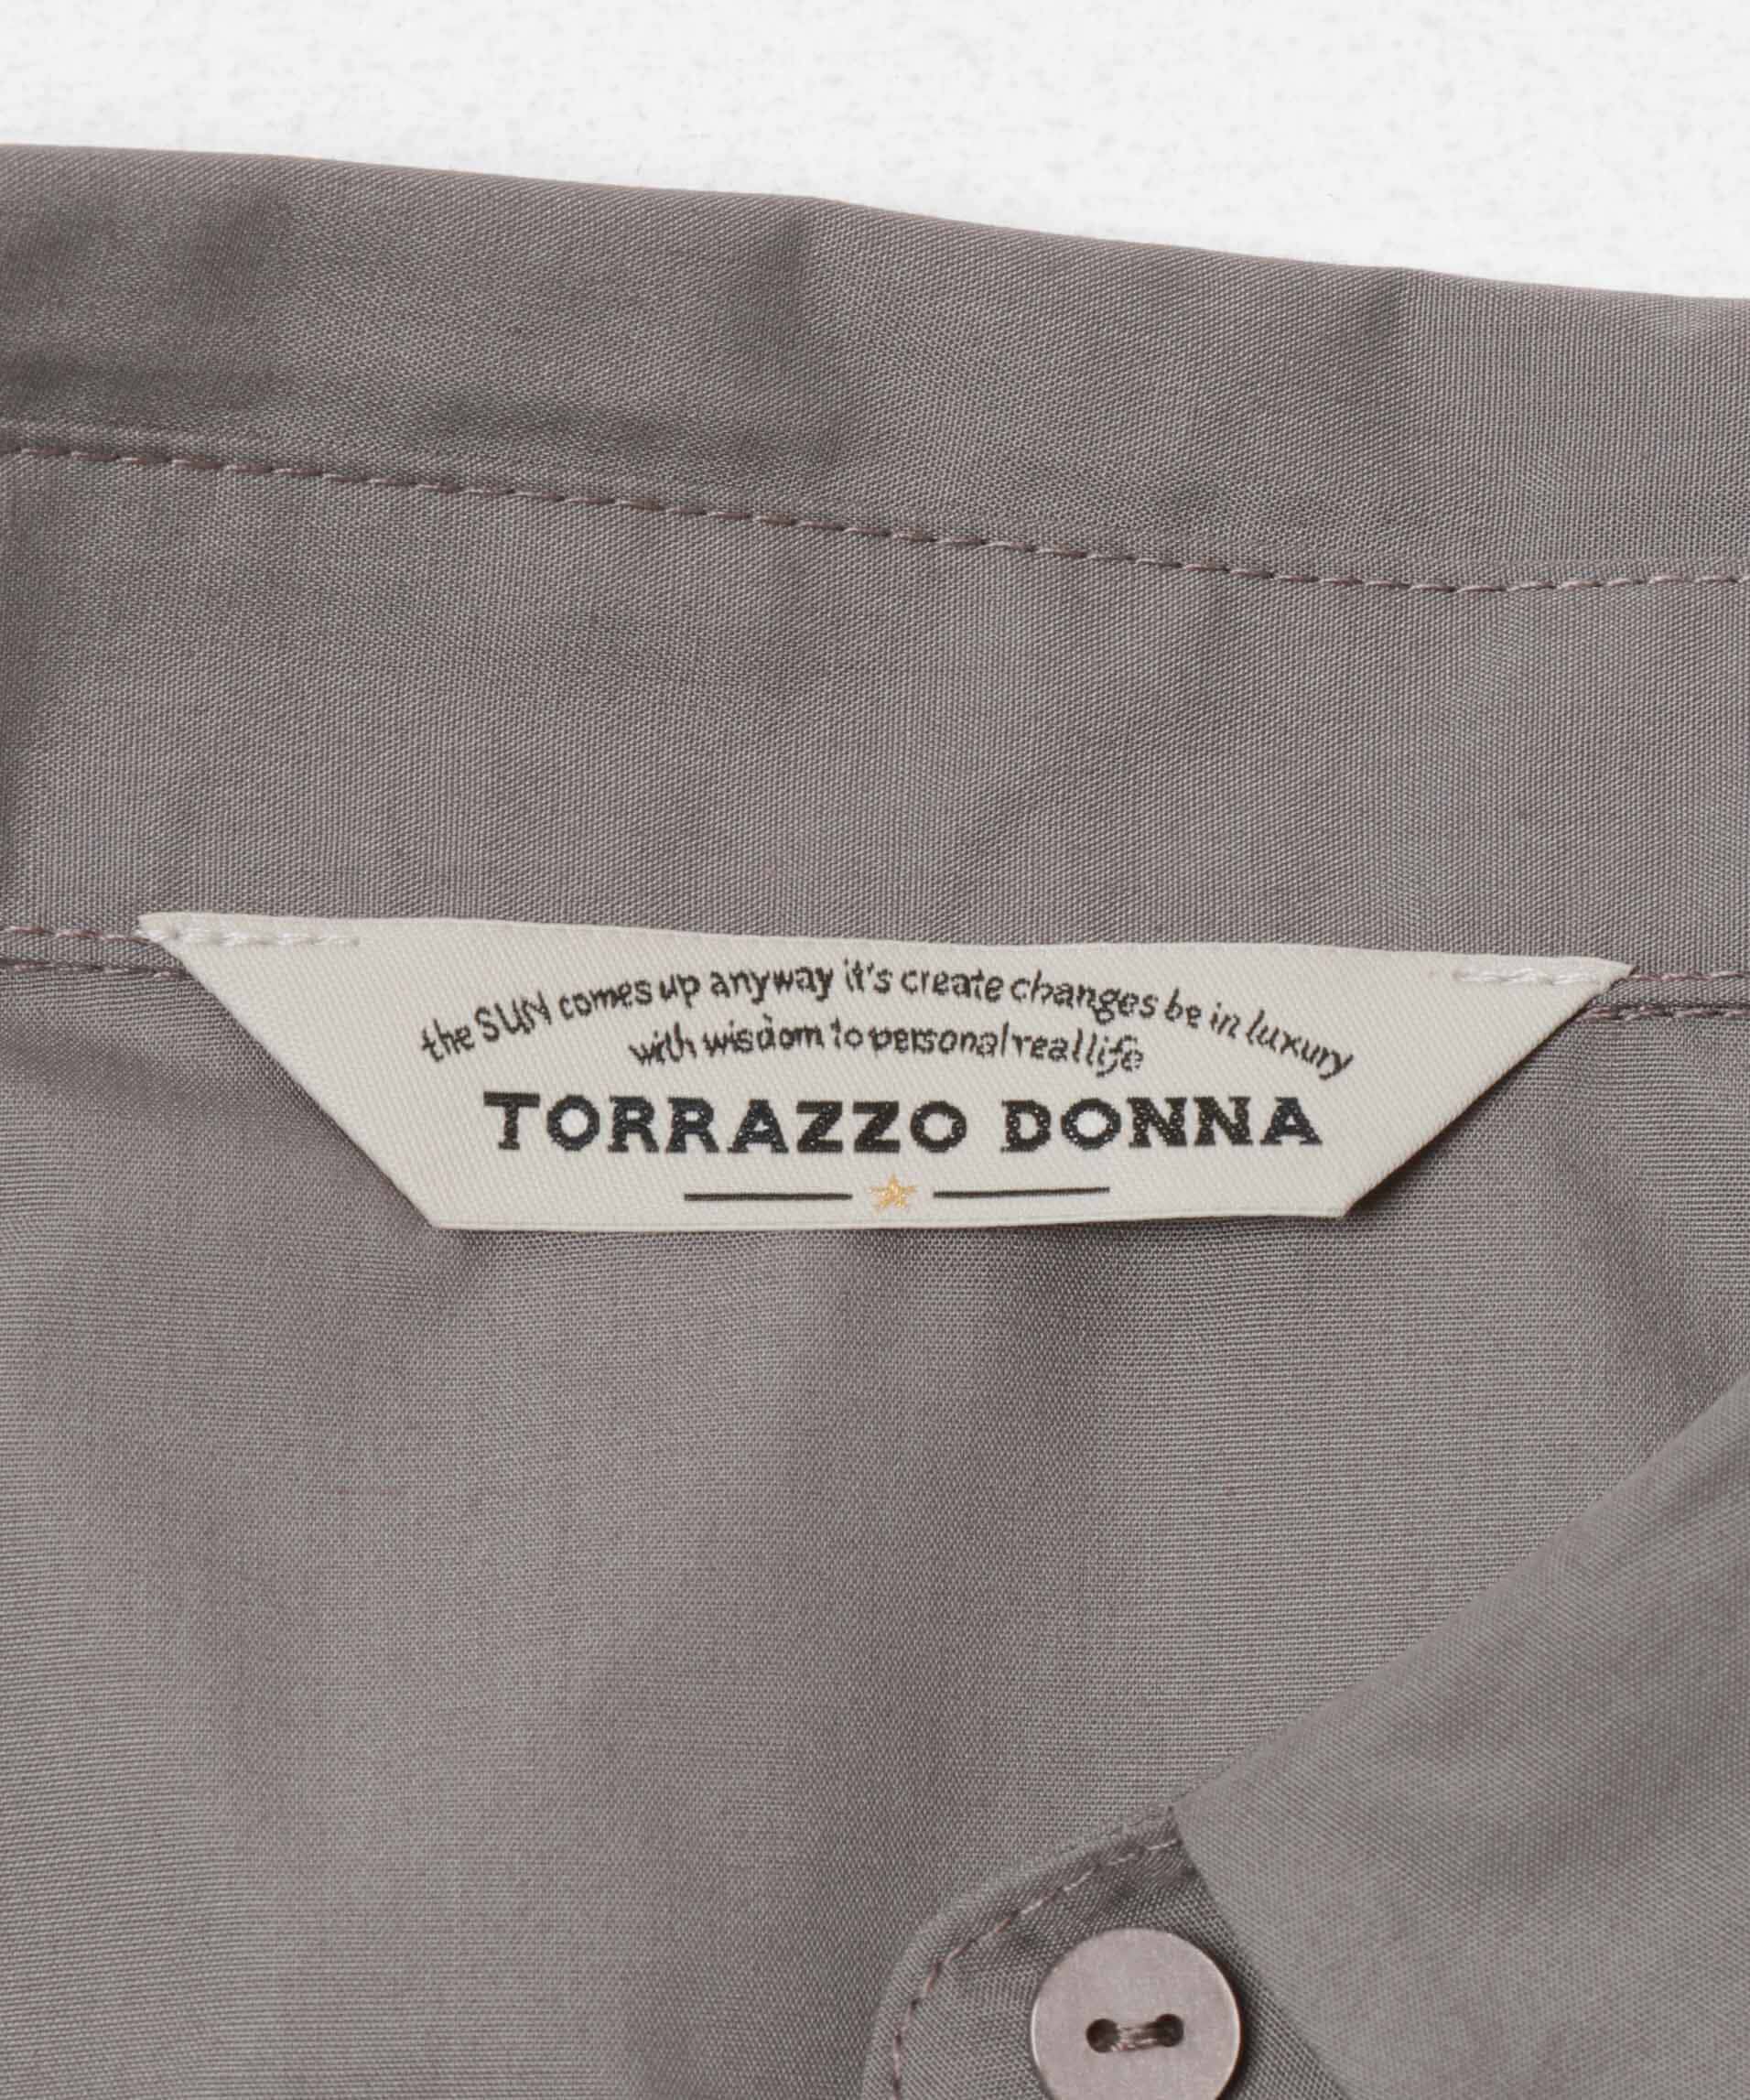 the SUN comes up anyway it's create changes be in luxury
with wisdom to personal real life
TORRAZZO DONNA